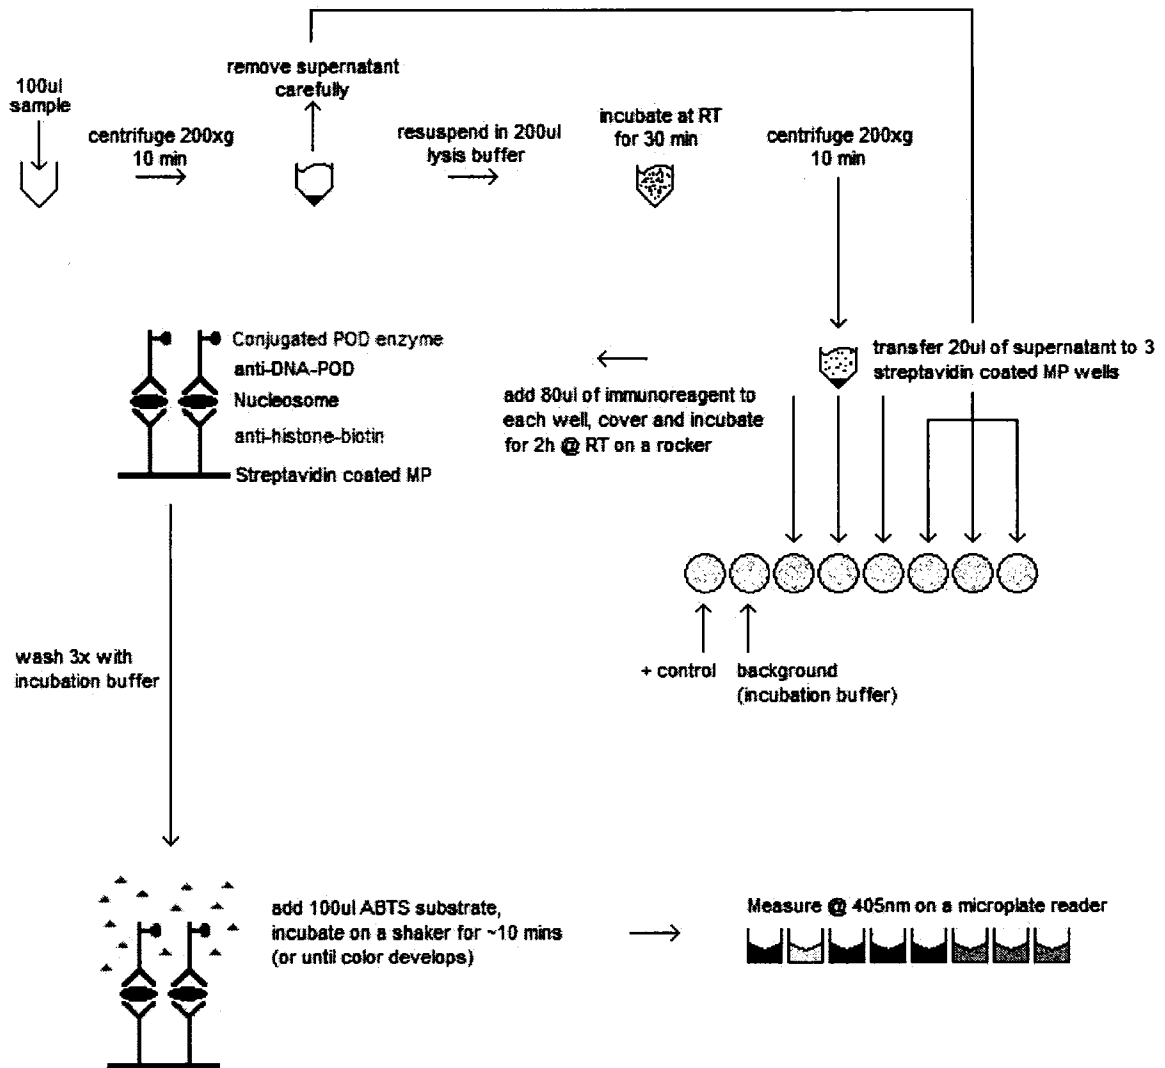 100ul
sample
centrifuge 200xg
10 min
remove supernatant
carefully
resuspend in 200ul
lysis buffer
incubate at RT
for 30 min
centrifuge 200xg
10 min
transfer 20ul of supernatant to 3
streptavidin coated MP wells
add 80ul of immunoreagent to
each well, cover and incubate
for 2h @ RT on a rocker
Conjugated POD enzyme
anti-DNA-POD
Nucleosome
anti-histone-biotin
Streptavidin coated MP
+ control
background
(incubation buffer)
wash 3x with
incubation buffer
add 100ul ABTS substrate,
incubate on a shaker for ~10 mins
(or until color develops)
Measure @ 405nm on a microplate reader